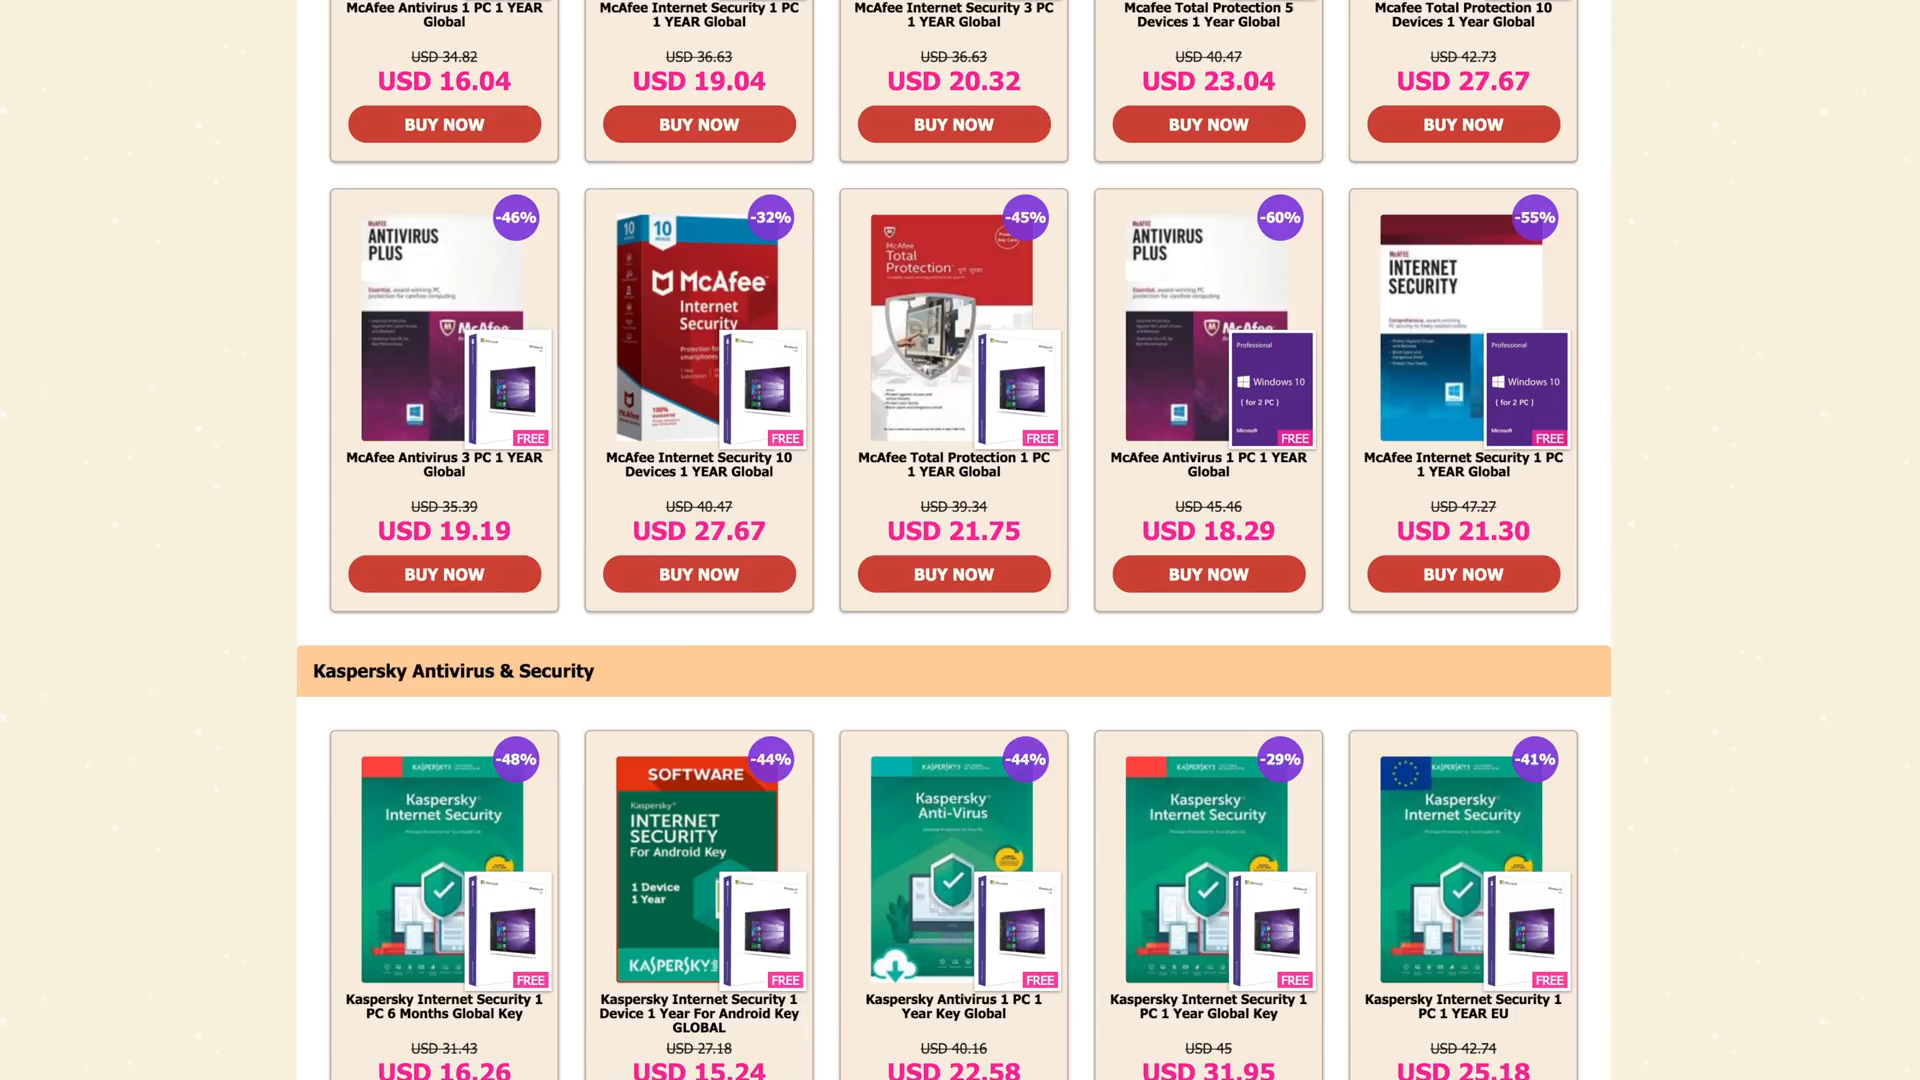 McAfee Antivirus 1 PC 1 YEAR
Global
USD 34.82
USD 16.04
BUY NOW
McAfee Internet Security 1 PC
1 YEAR Global
USD 36.63
USD 19.04
BUY NOW
McAfee Internet Security 3 PC
1 YEAR Global
USD 36.63
USD 20.32
BUY NOW
Mcafee Total Protection 5
Devices 1 Year Global
USD 40.47
USD 23.04
BUY NOW
Mcafee Total Protection 10
Devices 1 Year Global
USD 42.73
USD 27.67
BUY NOW
-46%
McAFEE
ANTIVIRUS
PLUS
McAfee
FREE
McAfee Antivirus 3 PC 1 YEAR
Global
USD 35.39
USD 19.19
BUY NOW
-32%
10
10
McAfee
Internet
Security
FREE
McAfee Internet Security 10
Devices 1 YEAR Global
USD 40.47
USD 27.67
BUY NOW
-45%
McAfee
Total
Protection
FREE
McAfee Total Protection 1 PC
1 YEAR Global
USD 39.34
USD 21.75
BUY NOW
-60%
McAFEE
ANTIVIRUS
PLUS
McAfee
Professional
Windows 10
( for 2 PC )
Microsoft
FREE
McAfee Antivirus 1 PC 1 YEAR
Global
USD 45.46
USD 18.29
BUY NOW
-55%
McAFEE
INTERNET
SECURITY
Professional
Windows 10
( for 2 PC )
Microsoft
FREE
McAfee Internet Security 1 PC
1 YEAR Global
USD 47.27
USD 21.30
BUY NOW
Kaspersky Antivirus & Security
-48%
KASPERSKY
Kaspersky
Internet Security
FREE
Kaspersky Internet Security 1
PC 6 Months Global Key
USD 31.43
USD 16.26
-44%
SOFTWARE
Kaspersky
INTERNET
SECURITY
For Android Key
1 Device
1 Year
KASPERSKY
FREE
Kaspersky Internet Security 1
Device 1 Year For Android Key
GLOBAL
USD 27.18
USD 15.24
-44%
KASPERSKY
Kaspersky
Anti-Virus
FREE
Kaspersky Antivirus 1 PC 1
Year Key Global
USD 40.16
USD 22.58
-29%
KASPERSKY
Kaspersky
Internet Security
FREE
Kaspersky Internet Security 1
PC 1 Year Global Key
USD 45
USD 31.95
-41%
KASPERSKY
Kaspersky
Internet Security
FREE
Kaspersky Internet Security 1
PC 1 YEAR EU
USD 42.74
USD 25.18